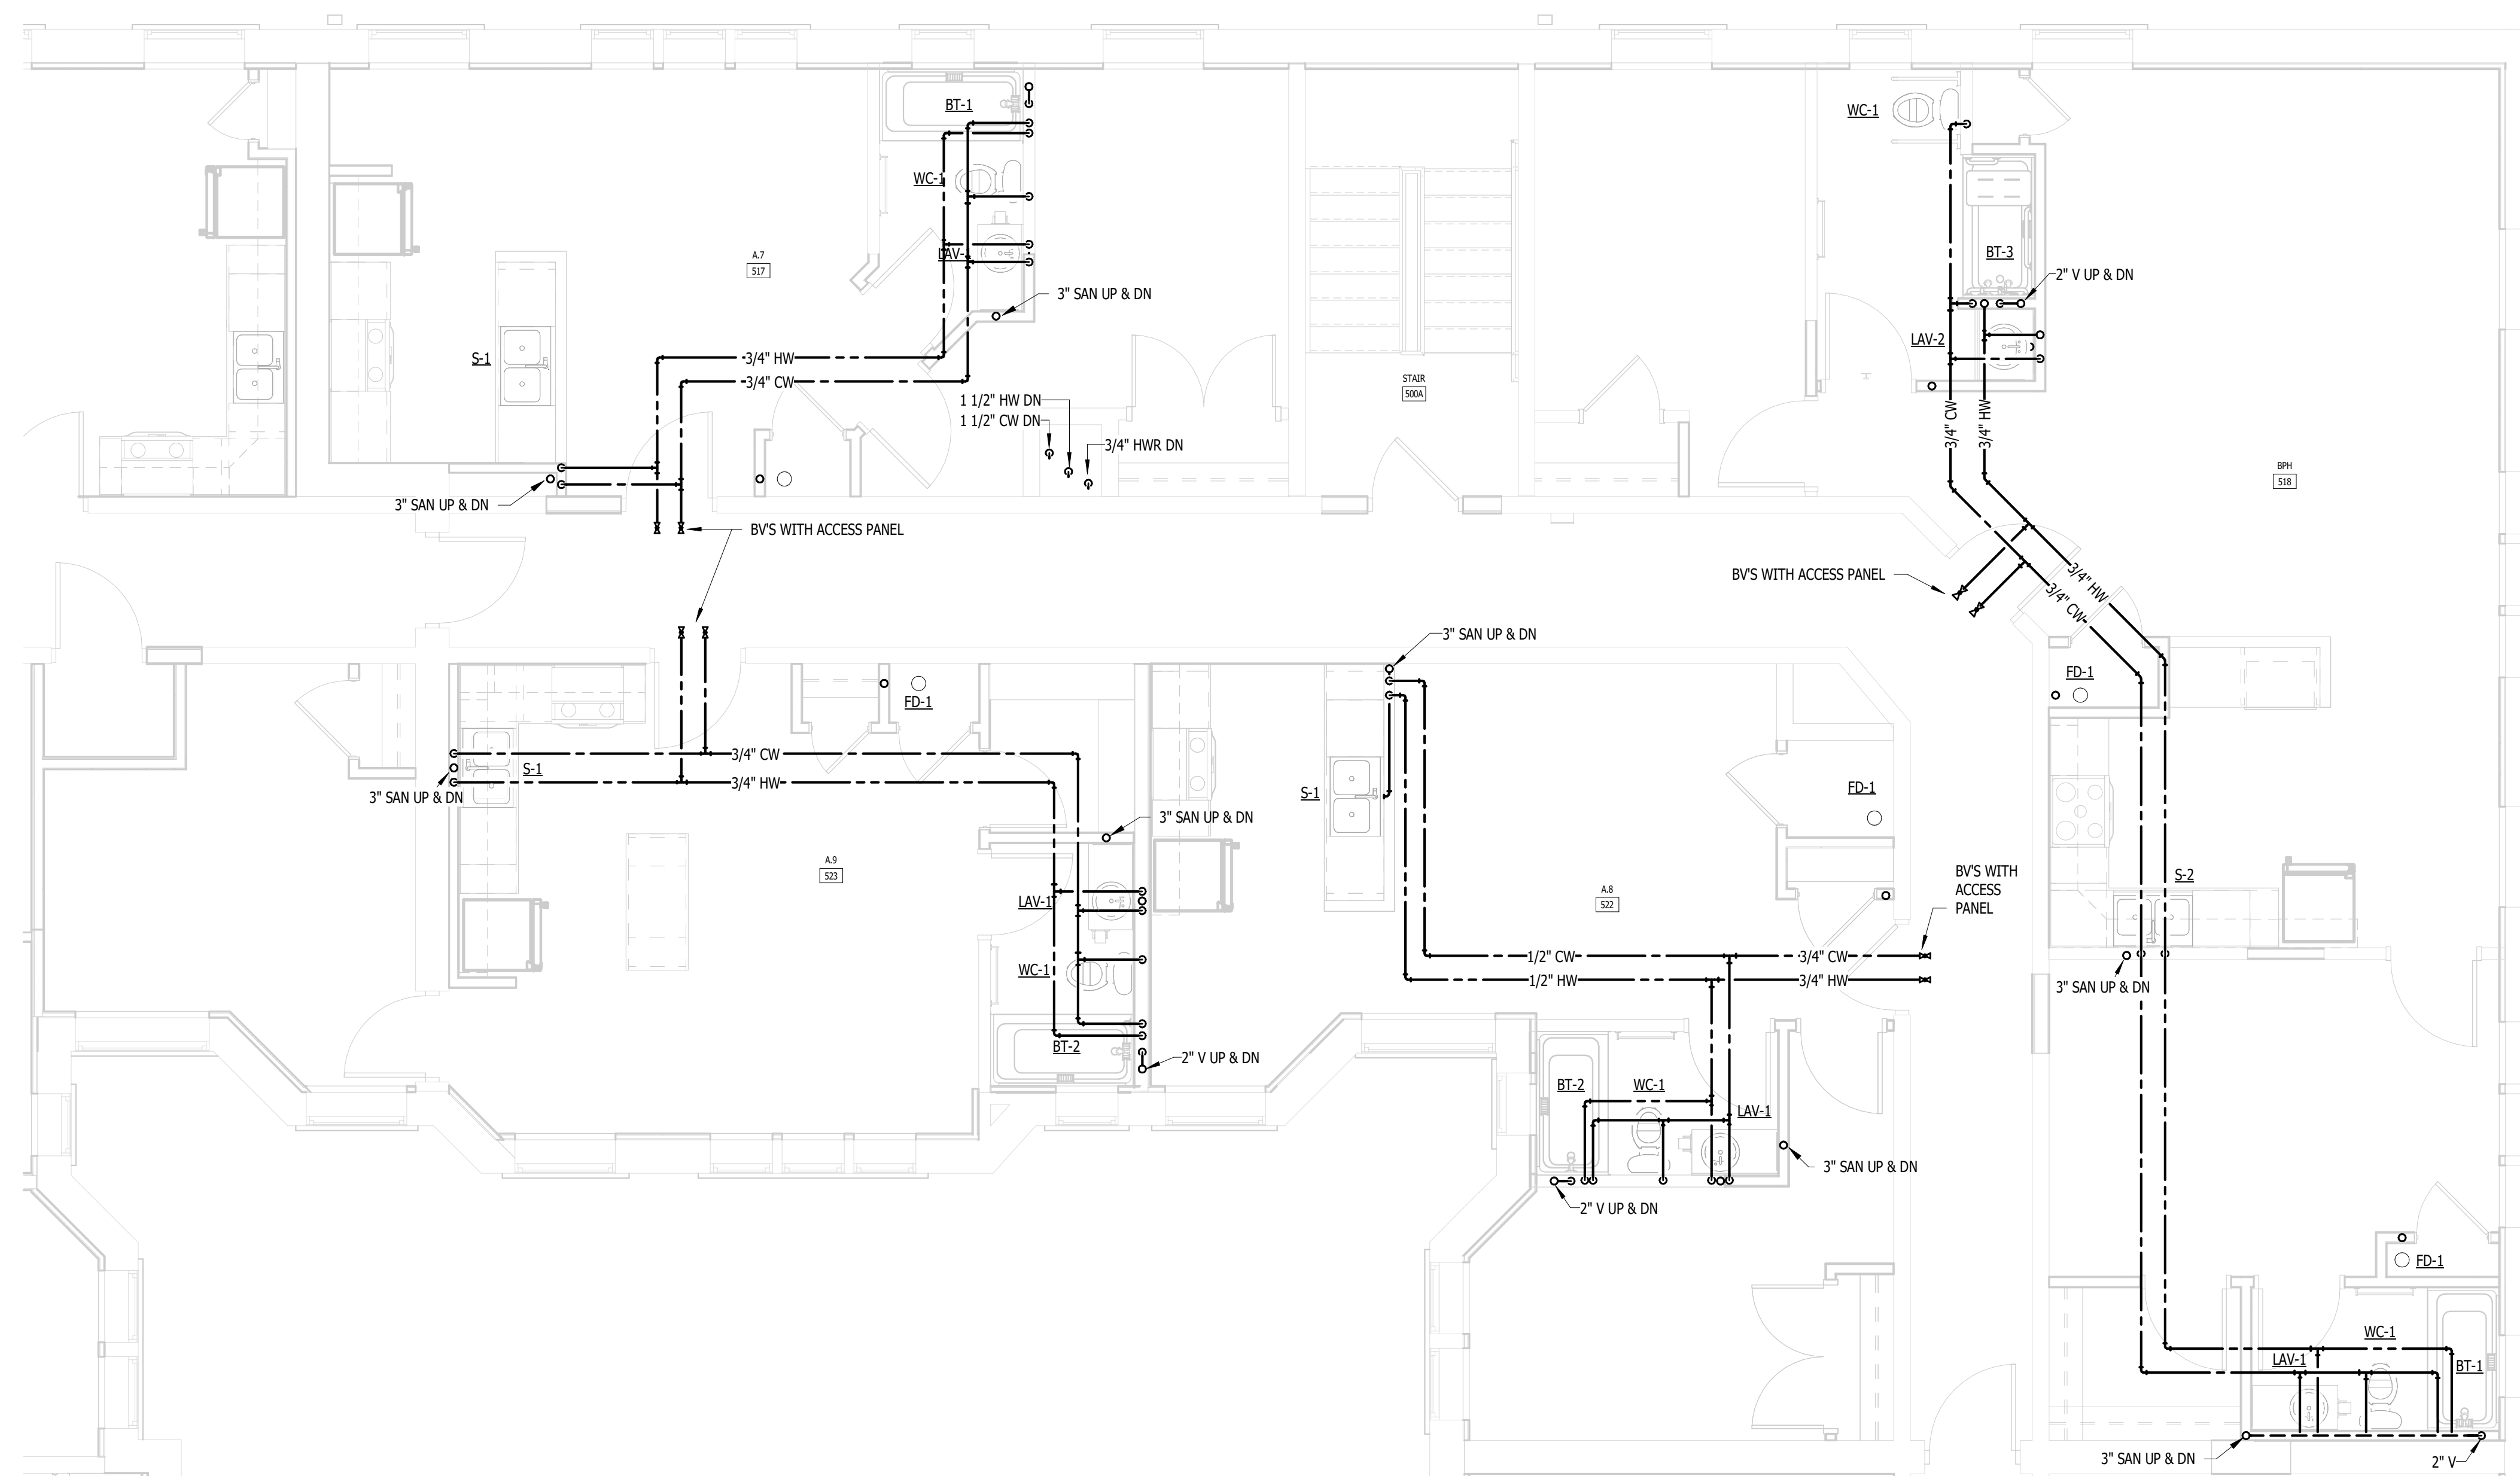 BT-1
WC-1
WC-1
A.7
517
LAV-
3" SAN UP & DN
BT-3
2" V UP & DN
S-1
3/4" HW
3/4" CW
LAV-2
STAIR
500A
1 1/2" HW DN
1 1/2" CW DN
3/4" HWR DN
3/4" CW
3/4" HW
BPH
518
3" SAN UP & DN
BV'S WITH ACCESS PANEL
BV'S WITH ACCESS PANEL
3/4" HW
3/4" CW
3" SAN UP & DN
FD-1
FD-1
3/4" CW
S-1
3/4" HW
3" SAN UP & DN
3" SAN UP & DN
S-1
FD-1
A.9
523
A.8
522
BV'S WITH
ACCESS
PANEL
S-2
LAV-1
WC-1
1/2" CW
3/4" CW
1/2" HW
3/4" HW
3" SAN UP & DN
BT-2
2" V UP & DN
BT-2
WC-1
LAV-1
3" SAN UP & DN
2" V UP & DN
FD-1
WC-1
LAV-1
BT-1
3" SAN UP & DN
2" V